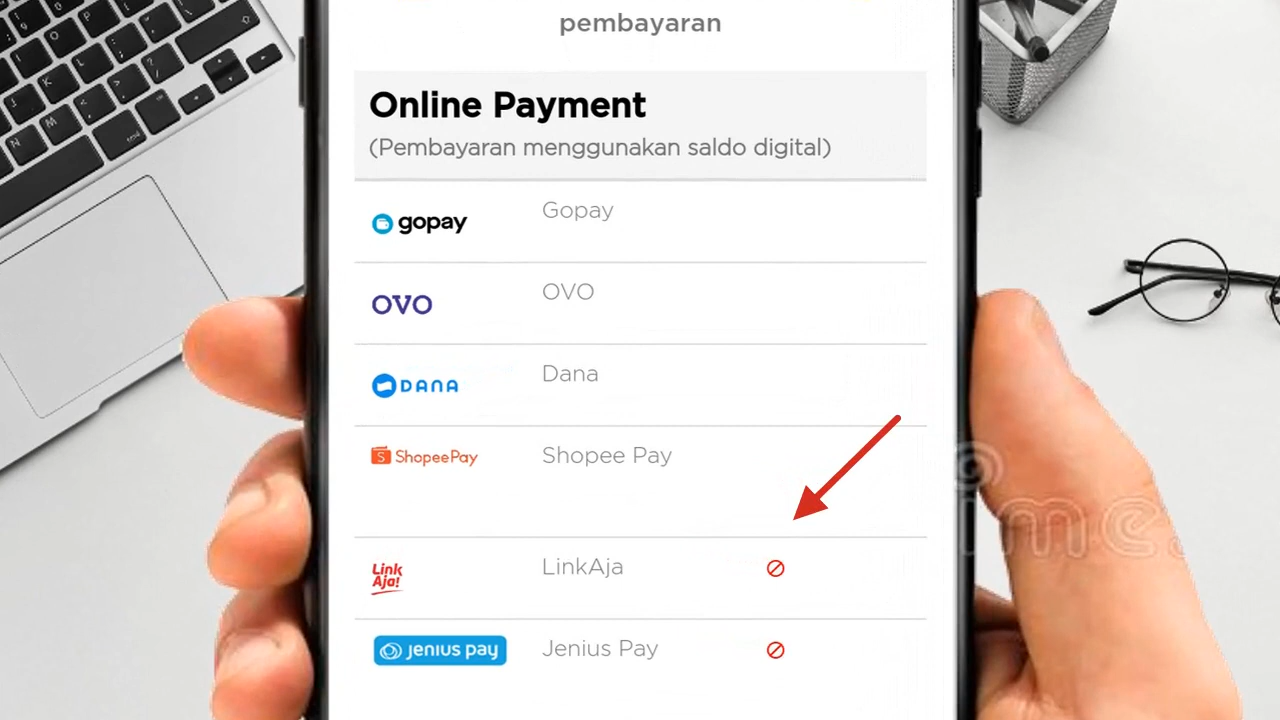 pembayaran
Online Payment
(Pembayaran menggunakan saldo digital)
gopay Gopay
OVO OVO
DANA Dana
S ShopeePay Shopee Pay
Link
Aja! LinkAja
Jenius pay Jenius Pay